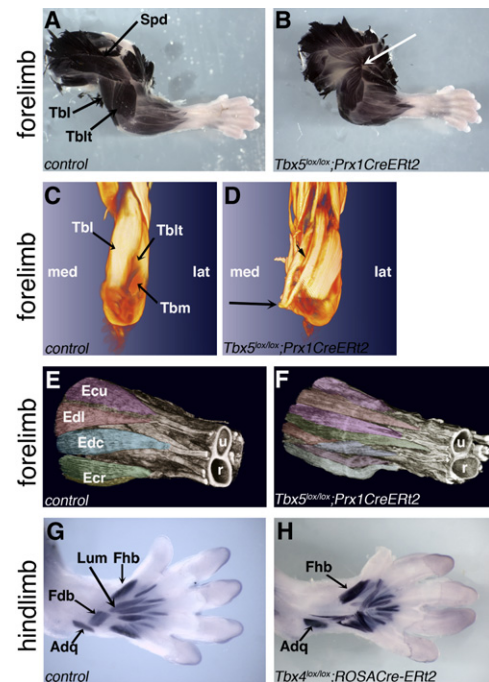 forelimb
A
Spd
Tbl
Tblt
control
B
Tbx5lox/lox;Prx1CreERt2
forelimb
C
Tbl
Tblt
med
lat
Tbm
control
D
med
lat
Tbx5lox/lox;Prx1CreERt2
forelimb
E
Ecu
Edl
Edc
Ecr
u
r
control
F
u
r
Tbx5lox/lox;Prx1CreERt2
hindlimb
G
Fhb
Lum
Fdb
Adq
control
H
Fhb
Adq
Tbx4lox/lox;ROSACre-ERt2